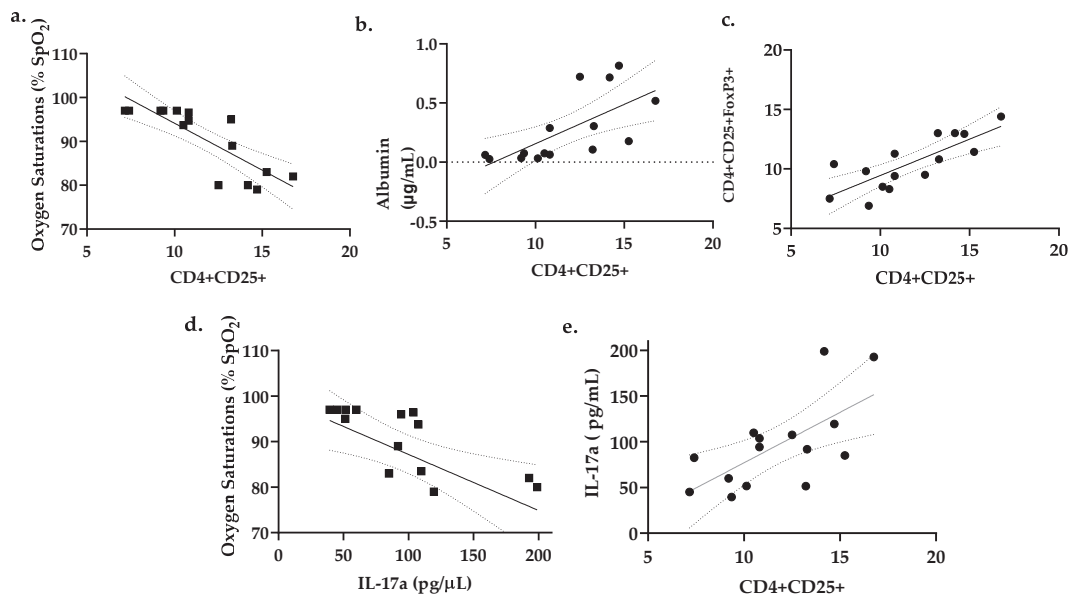 a.
Oxygen Saturations (% SpO₂)
110
100
90
80
70
5 10 15 20
CD4+CD25+
b.
Albumin
(µg/mL)
1.0
0.5
0.0
-0.5
5 10 15 20
CD4+CD25+
c.
CD4+CD25+FoxP3+
20
15
10
5
5 10 15 20
CD4+CD25+
d.
Oxygen Saturations (% SpO₂)
110
100
90
80
70
0 50 100 150 200
IL-17a (pg/µL)
e.
IL-17a ( pg/mL)
200
150
100
50
0
5 10 15 20
CD4+CD25+